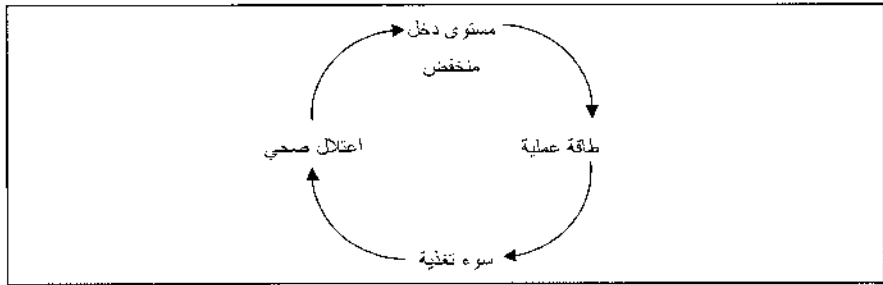 مستوى دخل
منخفض
طاقة عملية
اعتلال صحي
سوء تغذية